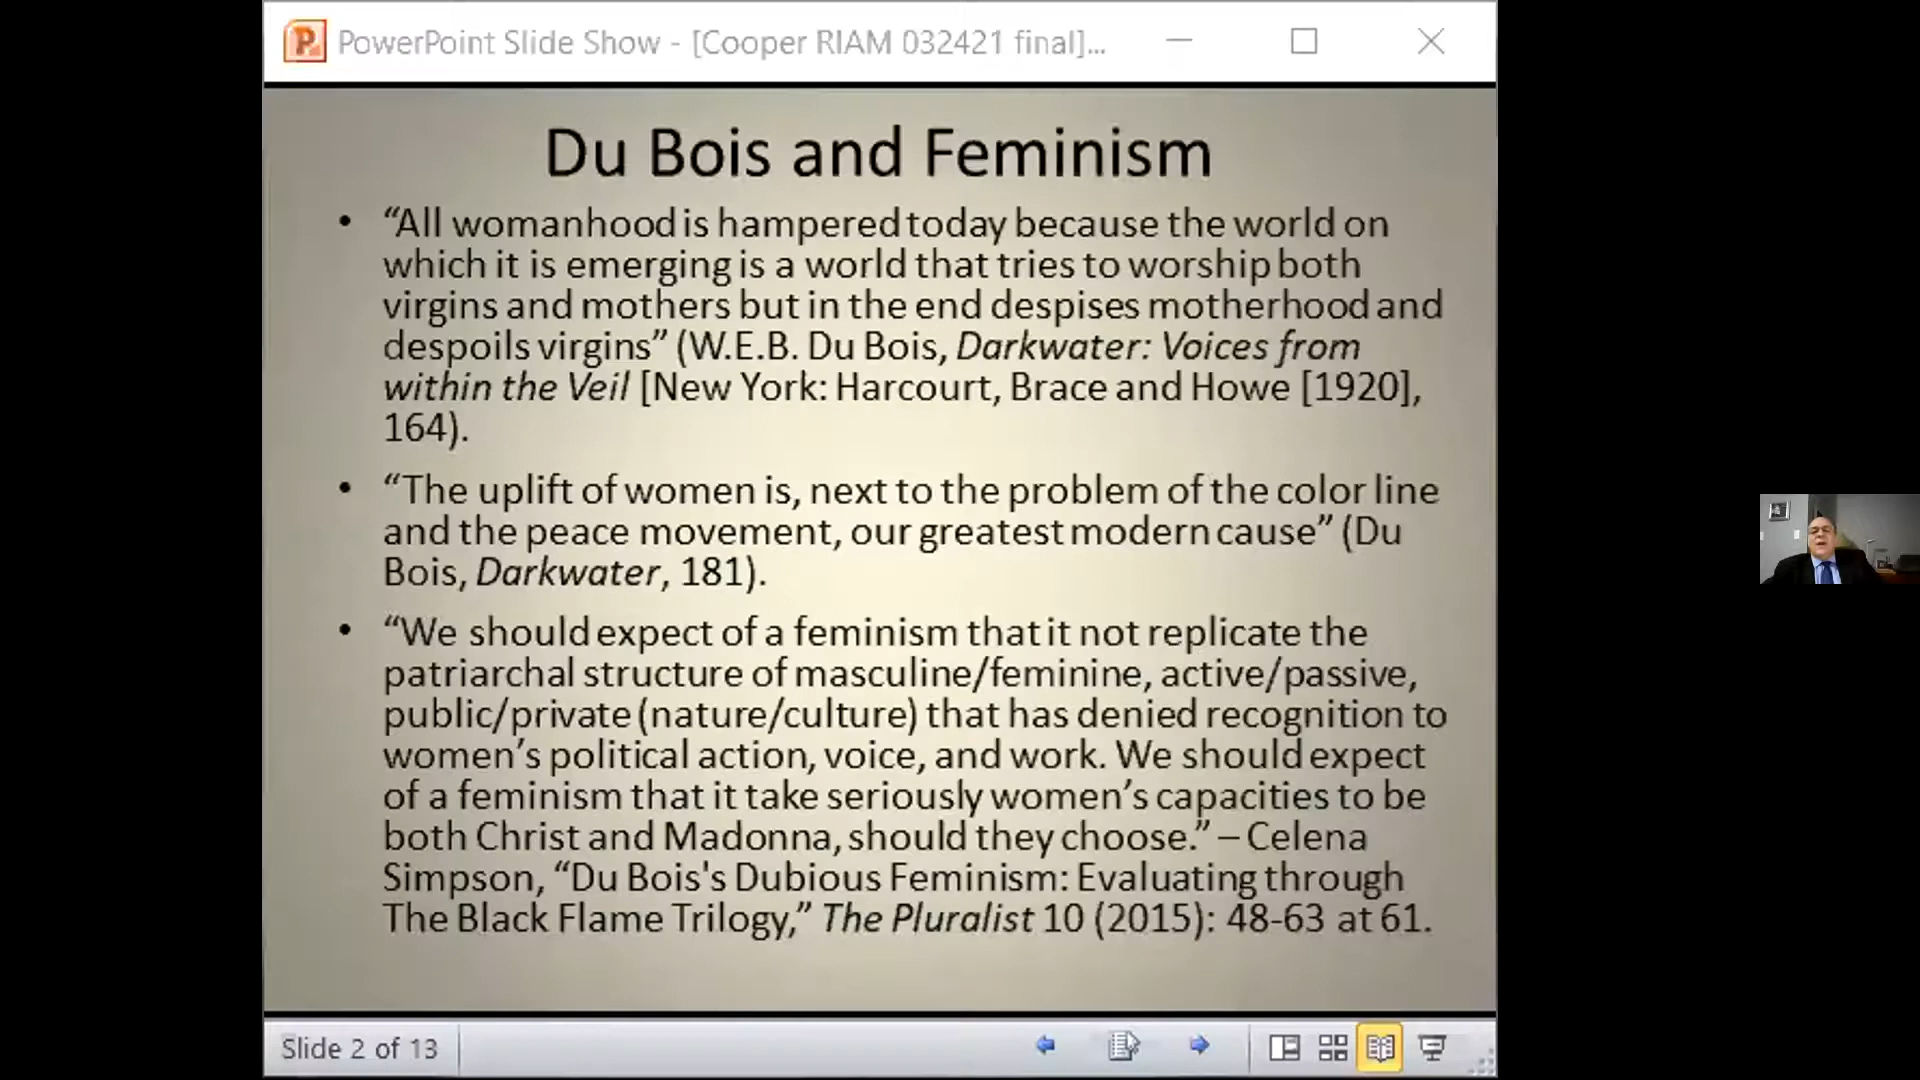 PowerPoint Slide Show - [Cooper RIAM 032421 final]...
Du Bois and Feminism
• “All womanhood is hampered today because the world on
which it is emerging is a world that tries to worship both
virgins and mothers but in the end despises motherhood and
despoils virgins” (W.E.B. Du Bois, Darkwater: Voices from
within the Veil [New York: Harcourt, Brace and Howe [1920],
164).
• “The uplift of women is, next to the problem of the color line
and the peace movement, our greatest modern cause” (Du
Bois, Darkwater, 181).
• “We should expect of a feminism that it not replicate the
patriarchal structure of masculine/feminine, active/passive,
public/private (nature/culture) that has denied recognition to
women’s political action, voice, and work. We should expect
of a feminism that it take seriously women’s capacities to be
both Christ and Madonna, should they choose.” – Celena
Simpson, “Du Bois's Dubious Feminism: Evaluating through
The Black Flame Trilogy,” The Pluralist 10 (2015): 48-63 at 61.
Slide 2 of 13